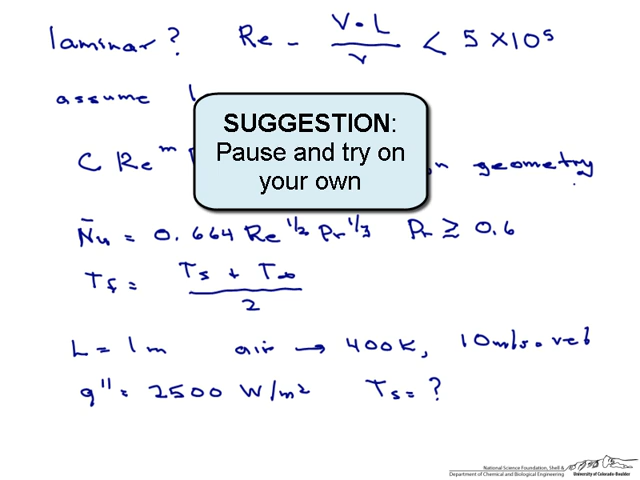 laminar? Re - V·L / ν < 5 × 10⁵
assume
SUGGESTION:
Pause and try on
your own
C Re^m geometry
N̄u = 0.664 Re^1/2 Pr^1/3 Pr ≥ 0.6
Tf = Ts + T∞ / 2
L = 1 m air → 400K, 10 m/s · vel
q'' = 2500 W/m² Ts = ?
National Science Foundation, Shell &
Department of Chemical and Biological Engineering
University of Colorado-Boulder